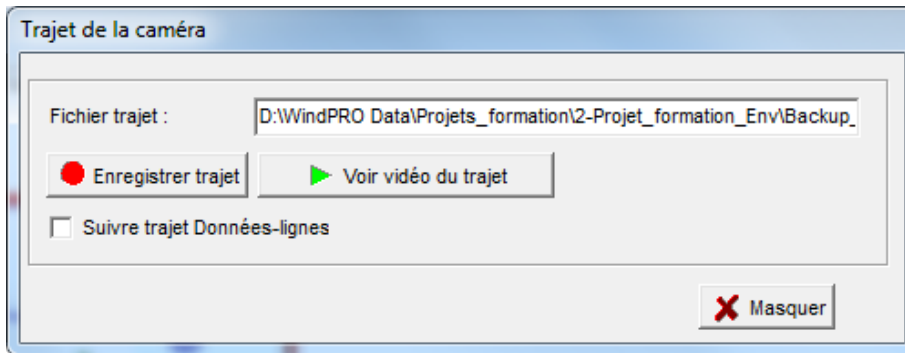 Trajet de la caméra
Fichier trajet : D:\WindPRO Data\Projets_formation\2-Projet_formation_Env\Backup_
Enregistrer trajet Voir vidéo du trajet
Suivre trajet Données-lignes
Masquer